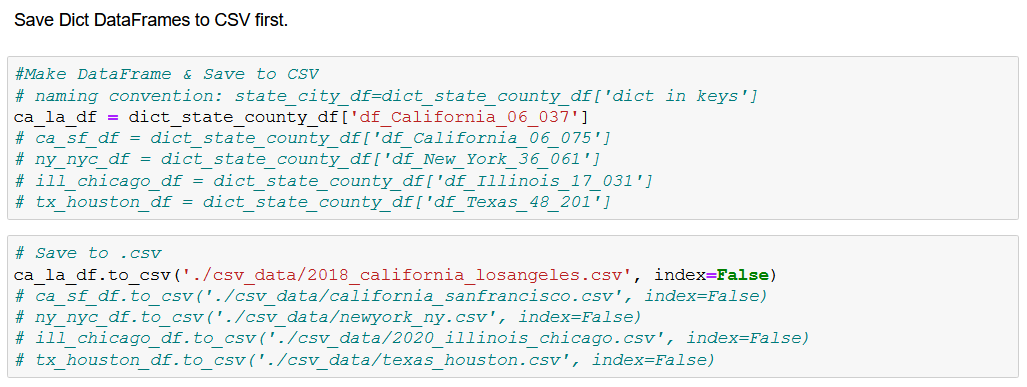 Save Dict DataFrames to CSV first.
#Make DataFrame & Save to CSV
# naming convention: state_city_df=dict_state_county_df['dict in keys']
ca_la_df = dict_state_county_df['df_California_06_037']
# ca_sf_df = dict_state_county_df['df_California_06_075']
# ny_nyc_df = dict_state_county_df['df_New_York_36_061']
# ill_chicago_df = dict_state_county_df['df_Illinois_17_031']
# tx_houston_df = dict_state_county_df['df_Texas_48_201']
# Save to .csv
ca_la_df.to_csv('./csv_data/2018_california_losangeles.csv', index=False)
# ca_sf_df.to_csv('./csv_data/california_sanfrancisco.csv', index=False)
# ny_nyc_df.to_csv('./csv_data/newyork_ny.csv', index=False)
# ill_chicago_df.to_csv('./csv_data/2020_illinois_chicago.csv', index=False)
# tx_houston_df.to_csv('./csv_data/texas_houston.csv', index=False)